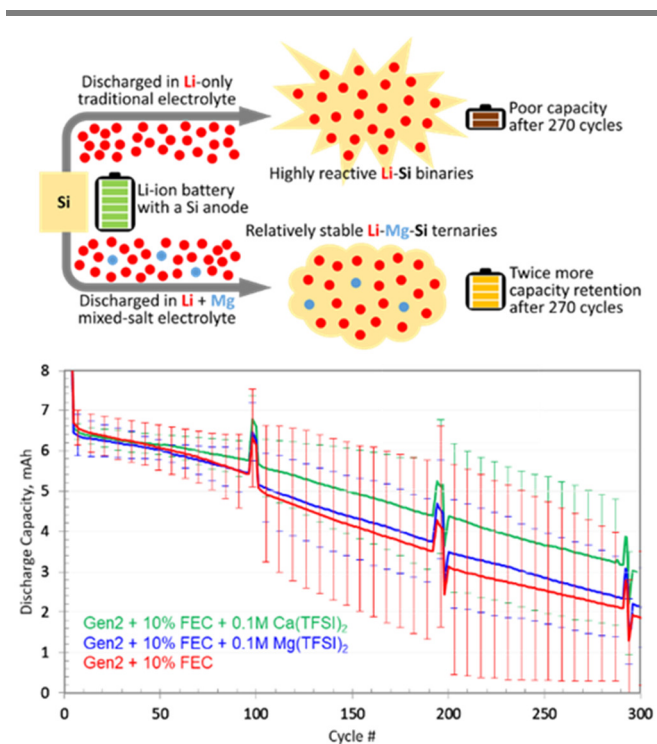 Discharged in Li-only
traditional electrolyte
Poor capacity
after 270 cycles
Highly reactive Li-Si binaries
Si
Li-ion battery
with a Si anode
Relatively stable Li-Mg-Si ternaries
Discharged in Li + Mg
mixed-salt electrolyte
Twice more
capacity retention
after 270 cycles
8
7
6
5
4
3
2
1
0
Discharge Capacity, mAh
Gen2 + 10% FEC + 0.1M Ca(TFSI)₂
Gen2 + 10% FEC + 0.1M Mg(TFSI)₂
Gen2 + 10% FEC
0 50 100 150 200 250 300
Cycle #